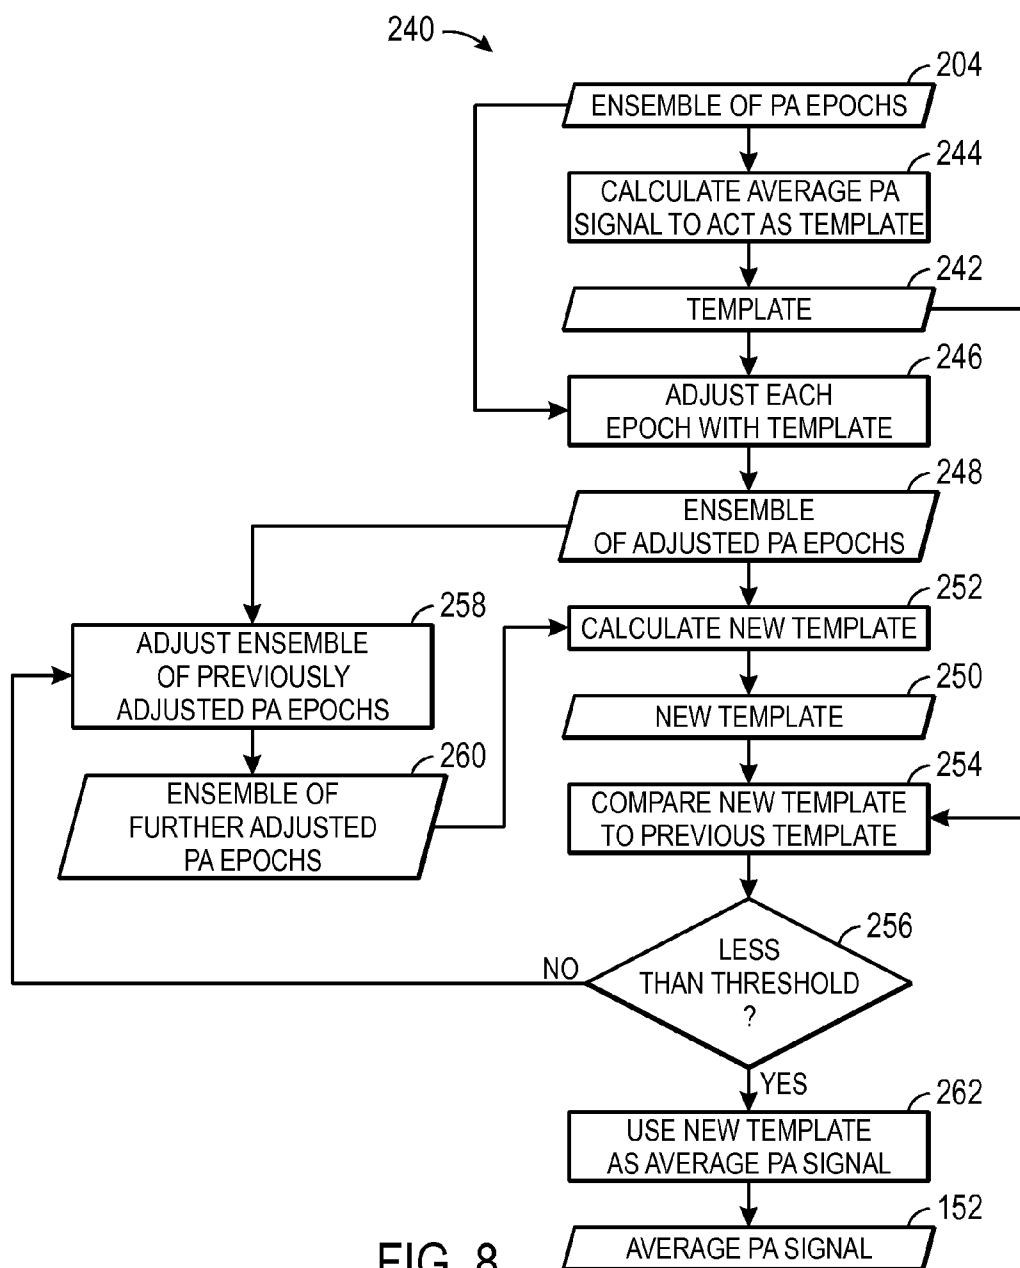 240
204
ENSEMBLE OF PA EPOCHS
244
CALCULATE AVERAGE PA
SIGNAL TO ACT AS TEMPLATE
242
TEMPLATE
246
ADJUST EACH
EPOCH WITH TEMPLATE
248
ENSEMBLE
OF ADJUSTED PA EPOCHS
252
CALCULATE NEW TEMPLATE
258
ADJUST ENSEMBLE
OF PREVIOUSLY
ADJUSTED PA EPOCHS
250
NEW TEMPLATE
260
ENSEMBLE OF
FURTHER ADJUSTED
PA EPOCHS
254
COMPARE NEW TEMPLATE
TO PREVIOUS TEMPLATE
256
LESS
THAN THRESHOLD
?
NO
YES
262
USE NEW TEMPLATE
AS AVERAGE PA SIGNAL
152
AVERAGE PA SIGNAL
FIG. 8